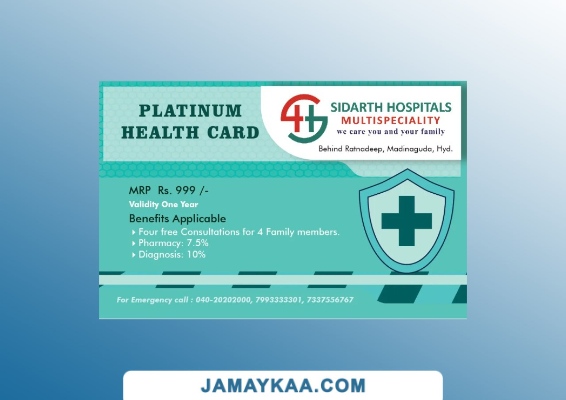 PLATINUM
HEALTH CARD
SIDARTH HOSPITALS
MULTISPECIALITY
we care you and your family
Behind Ratnadeep, Madinaguda, Hyd.
MRP Rs. 999 /-
Validity One Year
Benefits Applicable
Four free Consultations for 4 Family members.
Pharmacy: 7.5%
Diagnosis: 10%
For Emergency call : 040-20202000, 7993333301, 7337556767
JAMAYKAA.COM